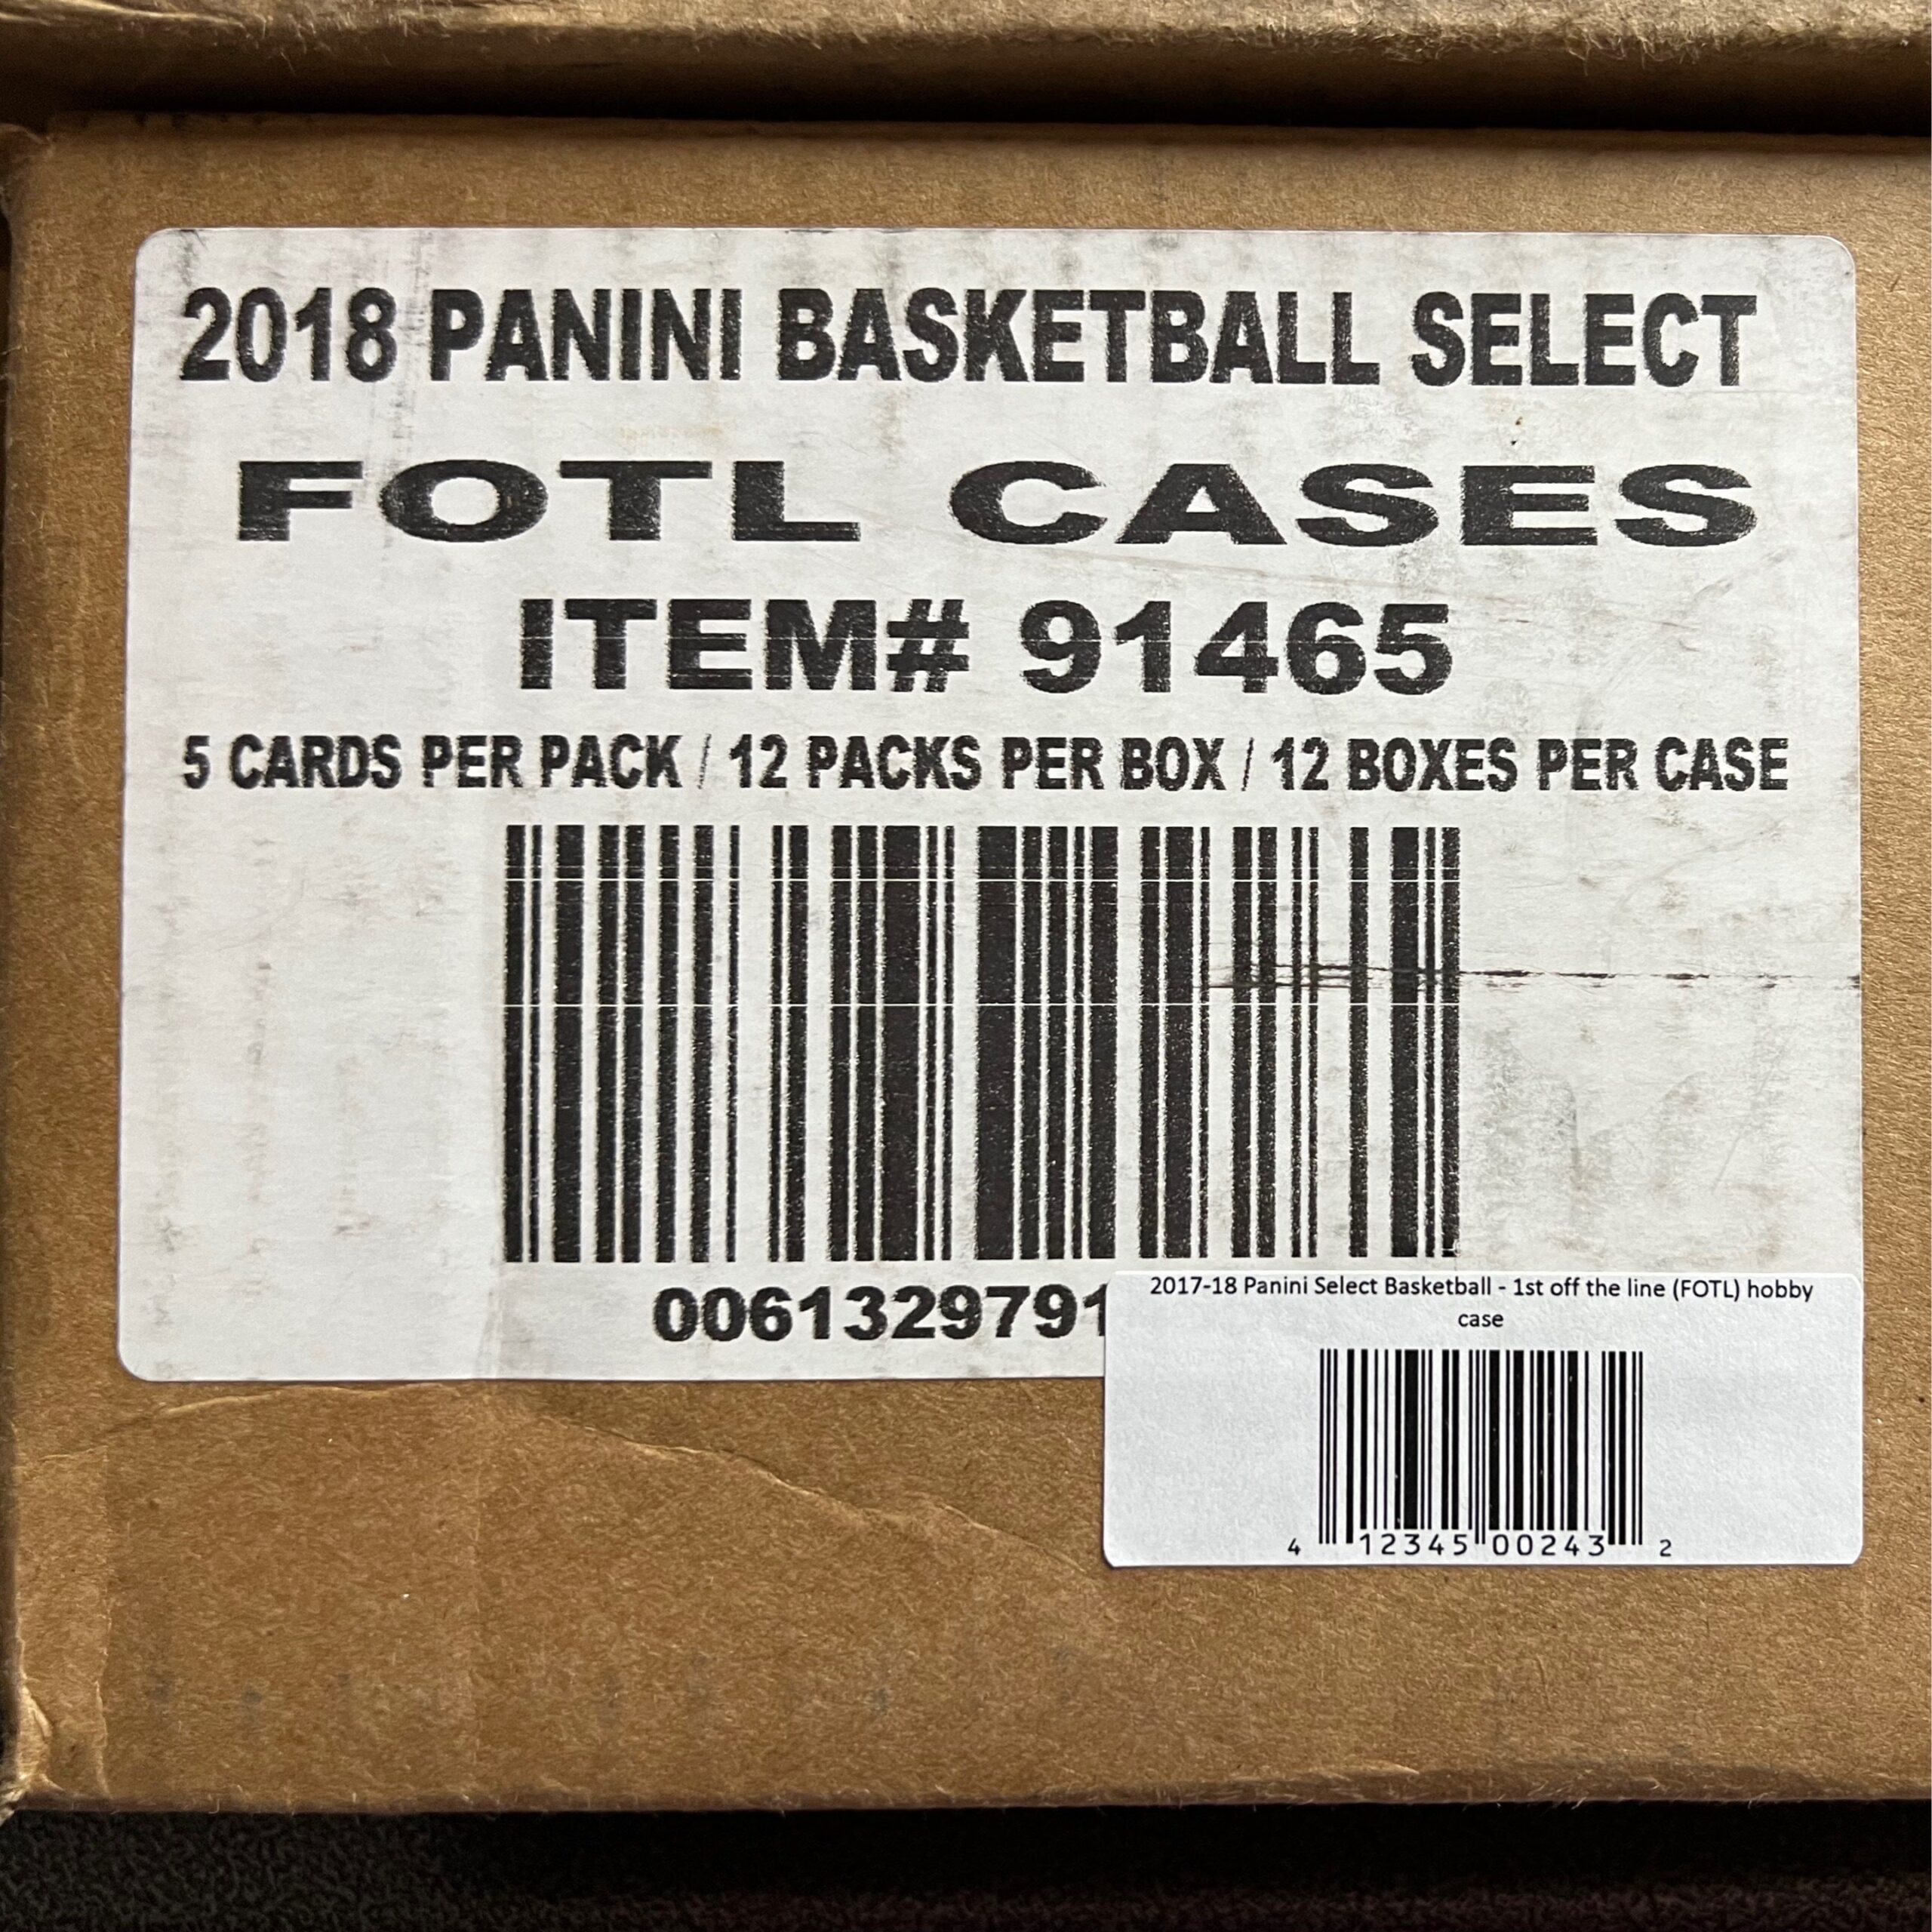 2018 PANINI BASKETBALL SELECT
FOTL CASES
ITEM# 91465
5 CARDS PER PACK / 12 PACKS PER BOX / 12 BOXES PER CASE
0061329791
2017-18 Panini Select Basketball - 1st off the line (FOTL) hobby
case
4 12345 00243 2